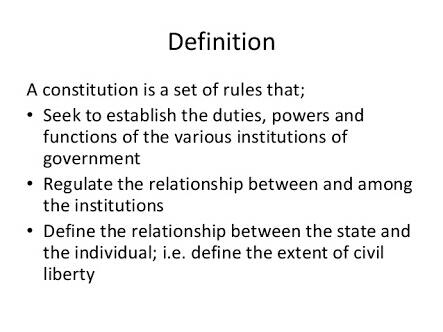 Definition
A constitution is a set of rules that;
• Seek to establish the duties, powers and
functions of the various institutions of
government
• Regulate the relationship between and among
the institutions
• Define the relationship between the state and
the individual; i.e. define the extent of civil
liberty